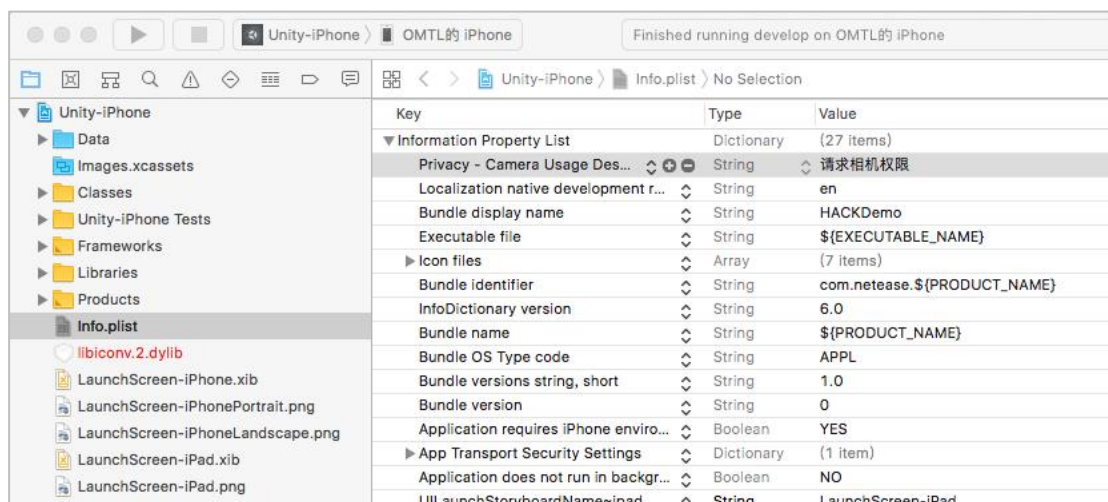 Unity-iPhone 〉 OMTL的 iPhone Finished running develop on OMTL的 iPhone
Unity-iPhone 〉 Info.plist 〉 No Selection
Unity-iPhone
Data
Images.xcassets
Classes
Unity-iPhone Tests
Frameworks
Libraries
Products
Info.plist
libiconv.2.dylib
LaunchScreen-iPhone.xib
LaunchScreen-iPhonePortrait.png
LaunchScreen-iPhoneLandscape.png
LaunchScreen-iPad.xib
LaunchScreen-iPad.png
Key Type Value
Information Property List Dictionary (27 items)
Privacy - Camera Usage Des... String 请求相机权限
Localization native development r... String en
Bundle display name String HACKDemo
Executable file String ${EXECUTABLE_NAME}
Icon files Array (7 items)
Bundle identifier String com.netease.${PRODUCT_NAME}
InfoDictionary version String 6.0
Bundle name String ${PRODUCT_NAME}
Bundle OS Type code String APPL
Bundle versions string, short String 1.0
Bundle version String 0
Application requires iPhone enviro... Boolean YES
App Transport Security Settings Dictionary (1 item)
Application does not run in backgr... Boolean NO
UILaunchStoryboardName~ipad String LaunchScreen-iPad